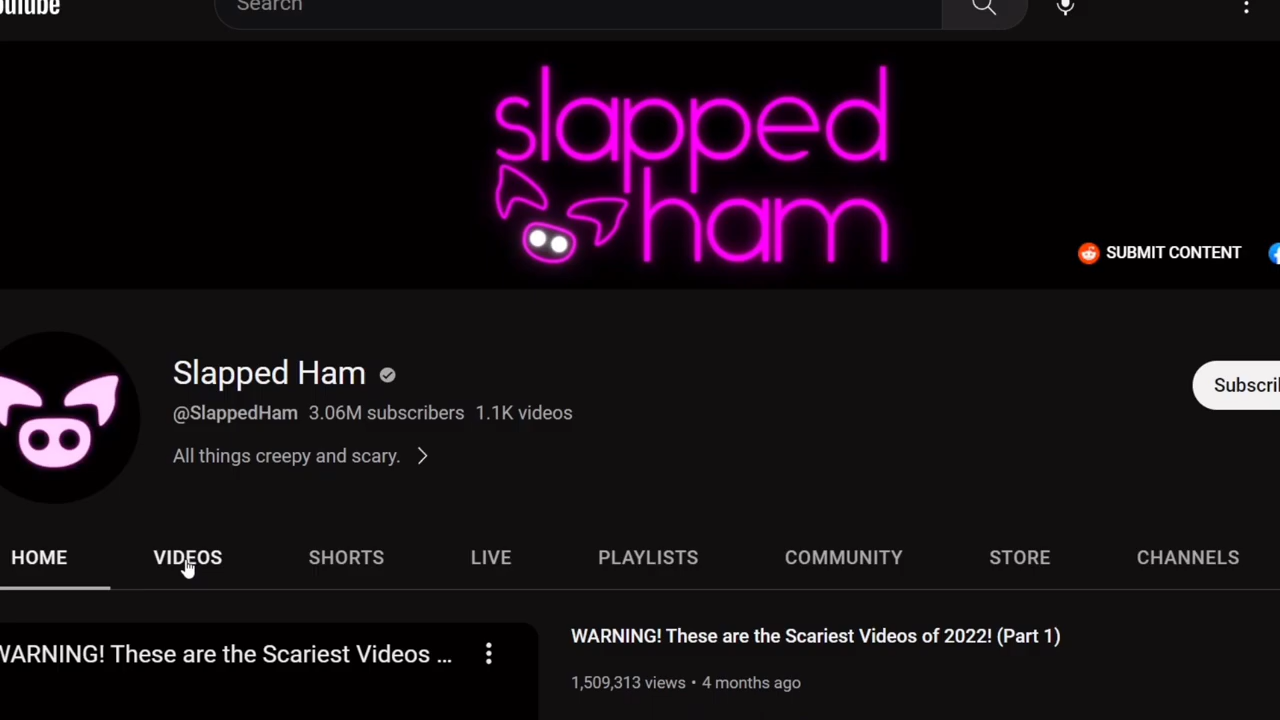 ouTube
Search
slapped
ham
SUBMIT CONTENT
Slapped Ham
@SlappedHam 3.06M subscribers 1.1K videos
All things creepy and scary.
Subscri
HOME VIDEOS SHORTS LIVE PLAYLISTS COMMUNITY STORE CHANNELS
WARNING! These are the Scariest Videos ...
WARNING! These are the Scariest Videos of 2022! (Part 1)
1,509,313 views • 4 months ago